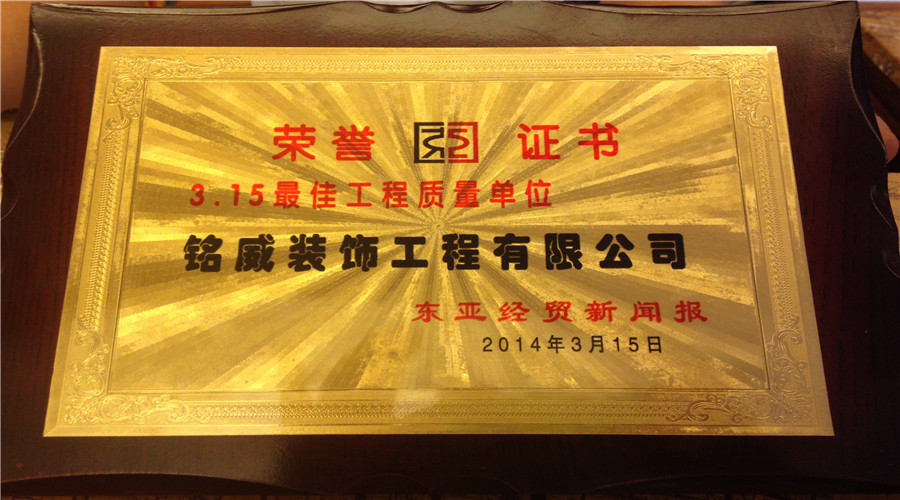 荣誉证书
3.15最佳工程质量单位
铭威装饰工程有限公司
东亚经贸新闻报
2014年3月15日